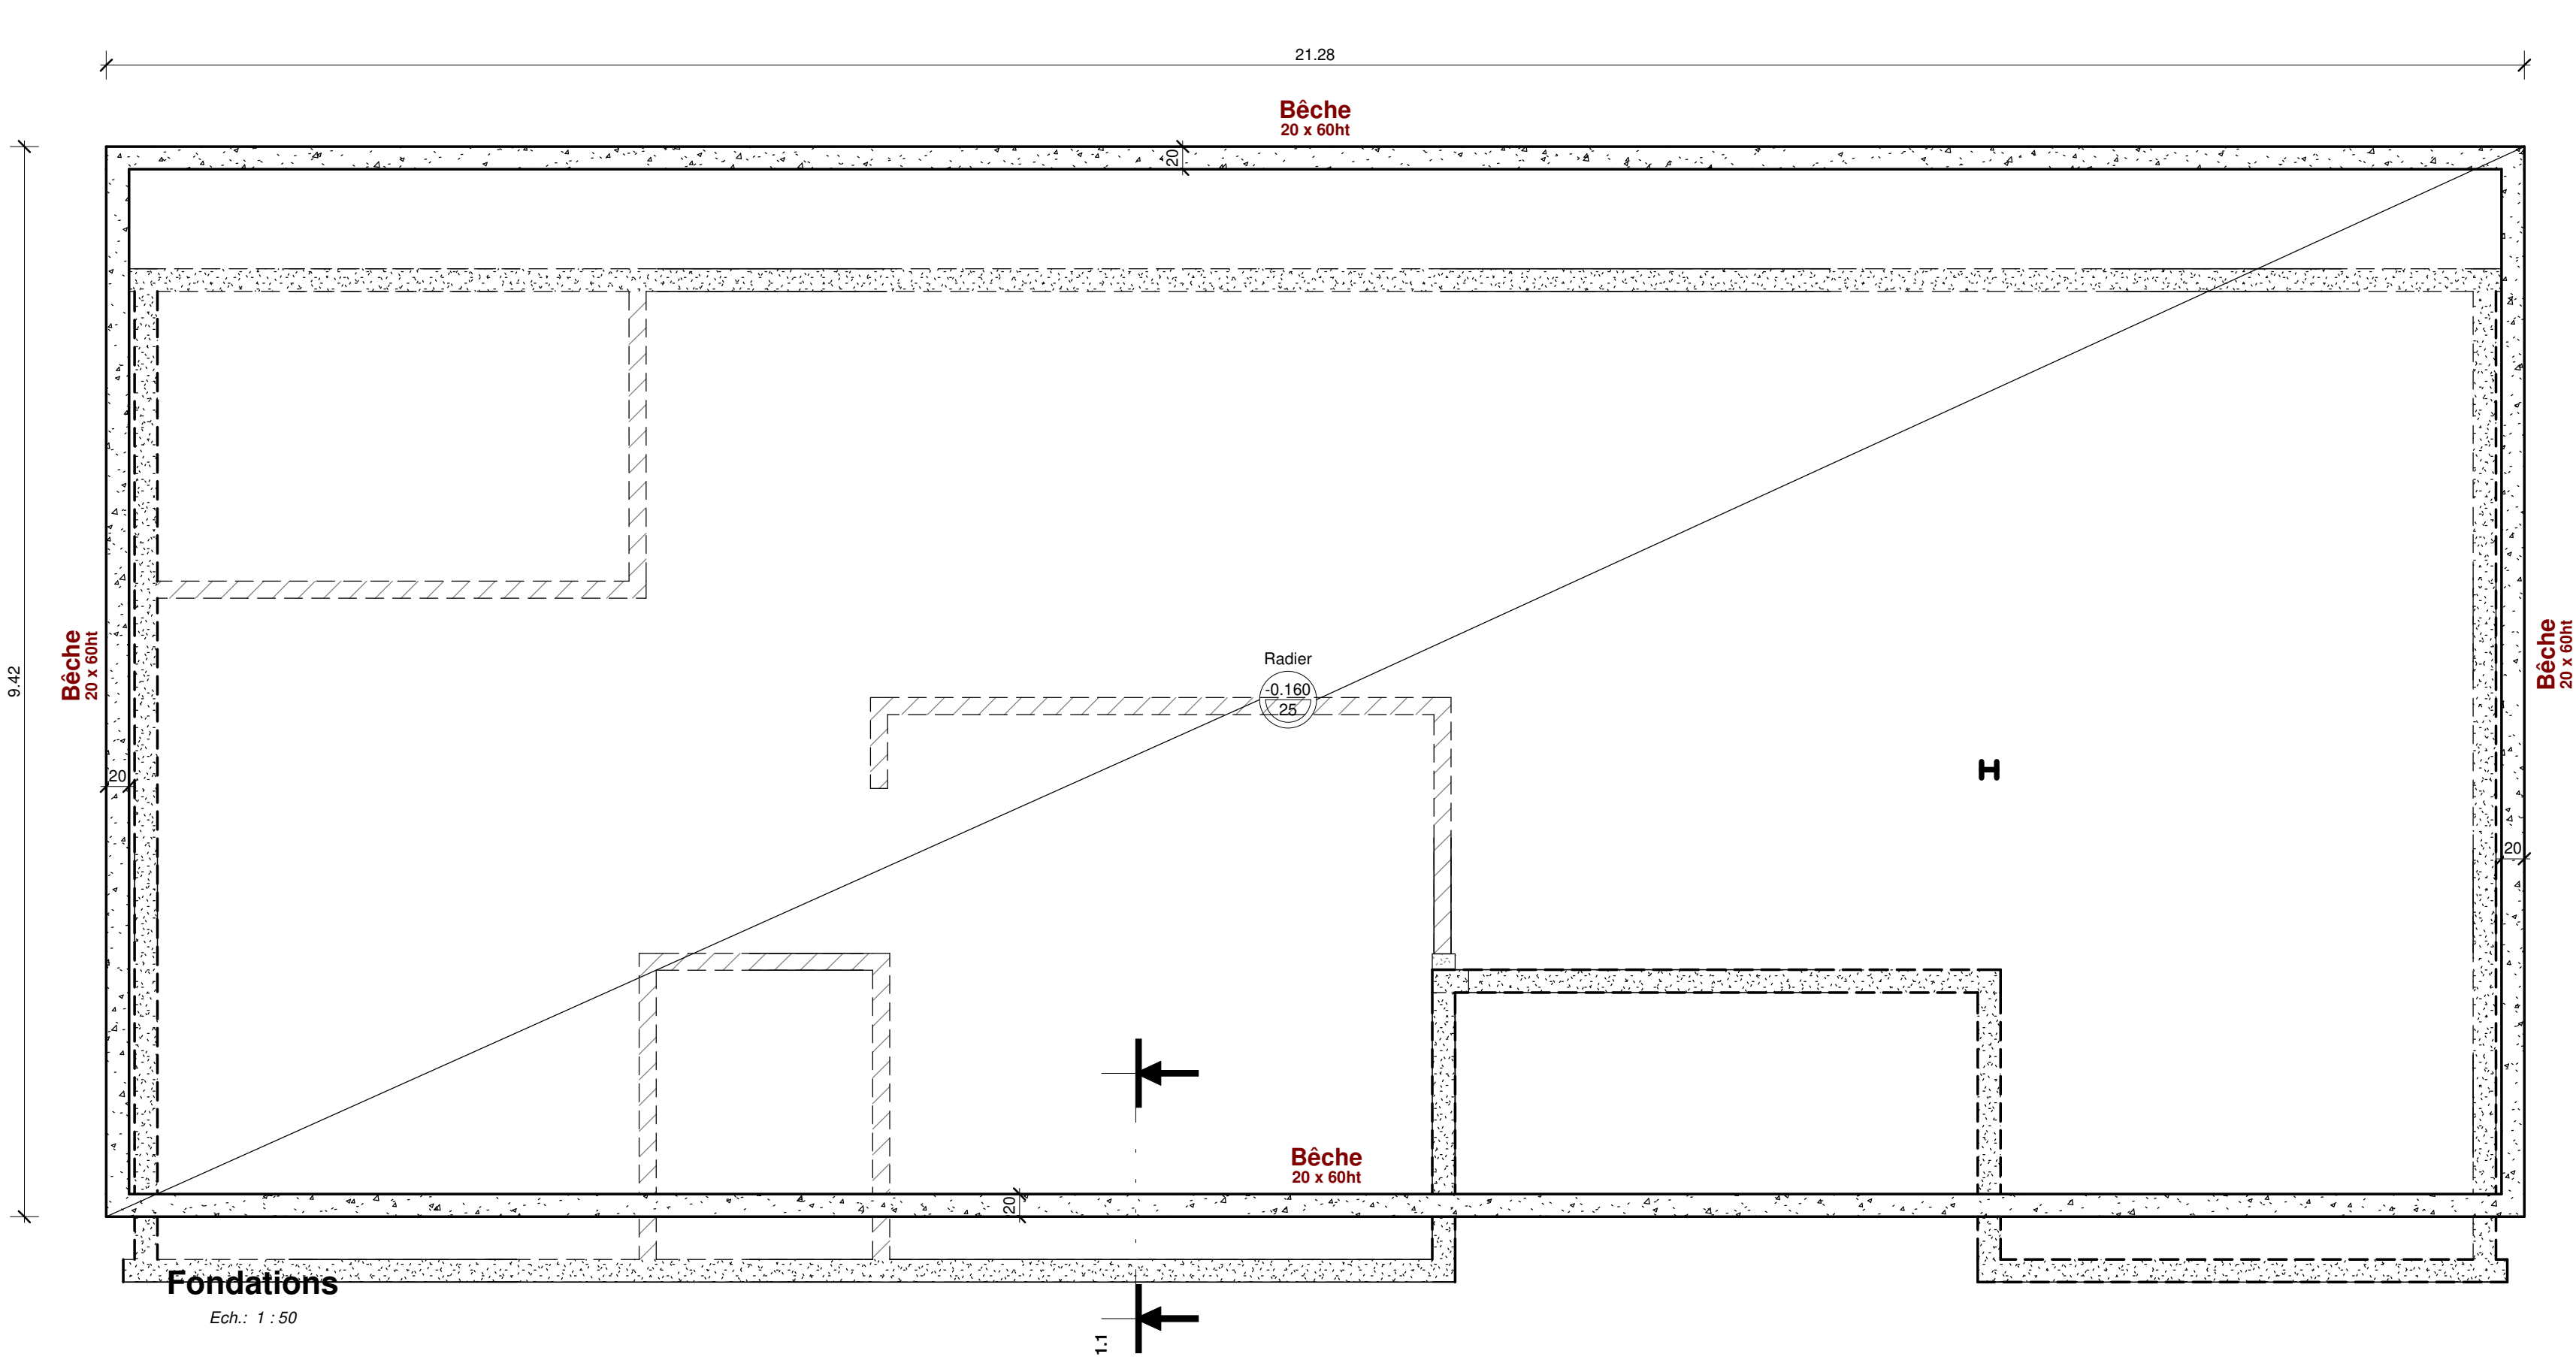 21.28
Bêche
20 x 60ht
20
Bêche
20 x 60ht
9.42
20
Radier
-0.160
25
Bêche
20 x 60ht
20
Bêche
20 x 60ht
20
Fondations
Ech.: 1 : 50
1.1